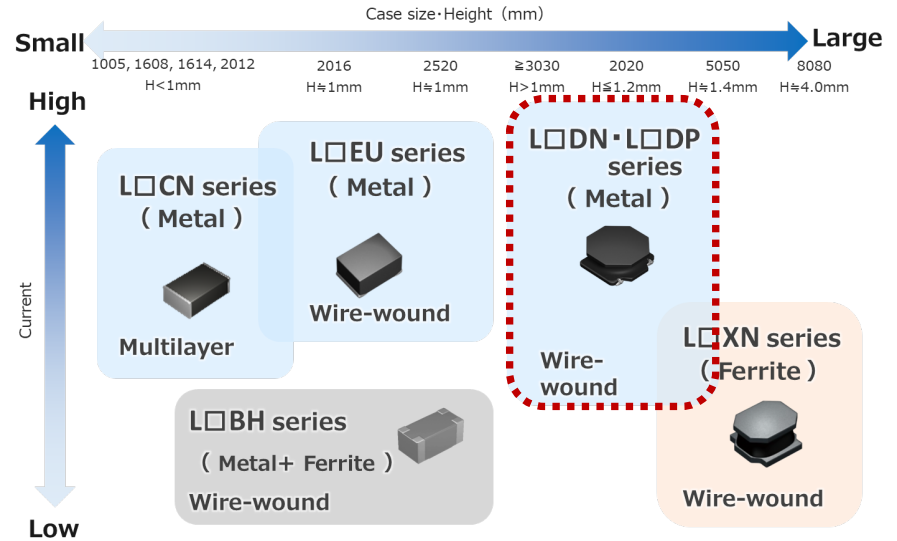 Case size･Height（mm）
Small
Large
1005, 1608, 1614, 2012
H<1mm
2016
H≒1mm
2520
H≒1mm
≧3030
H>1mm
2020
H≦1.2mm
5050
H≒1.4mm
8080
H≒4.0mm
High
Current
Low
L□CN series
（ Metal ）
Multilayer
L□EU series
（ Metal ）
Wire-wound
L□DN･L□DP
series
（ Metal ）
Wire-
wound
L□XN series
（ Ferrite ）
Wire-wound
L□BH series
（ Metal+ Ferrite ）
Wire-wound